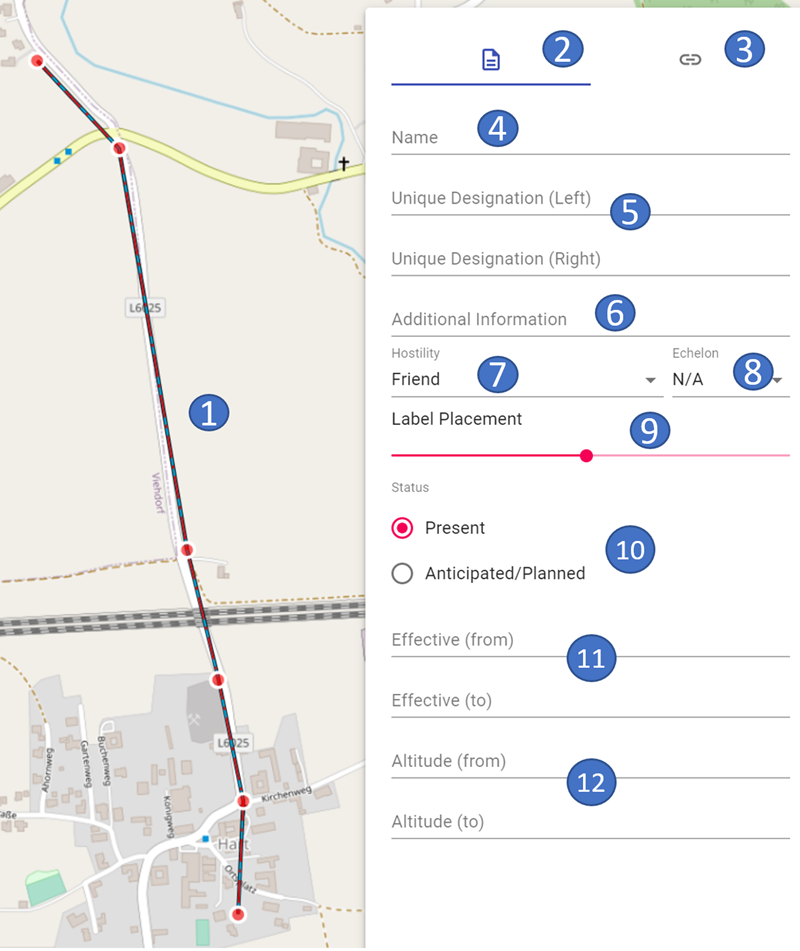 2
3
Name
4
Unique Designation (Left)
5
Unique Designation (Right)
Additional Information
6
Hostility
Echelon
Friend
7
N/A
8
Label Placement
9
Status
Present
10
Anticipated/Planned
Effective (from)
11
Effective (to)
Altitude (from)
12
Altitude (to)
L6025
1
Viehdorf
L6025
Ahornweg
Gartenweg
Buchenweg
Königweg
Kirchenweg
aße
Hart
Ortsplatz